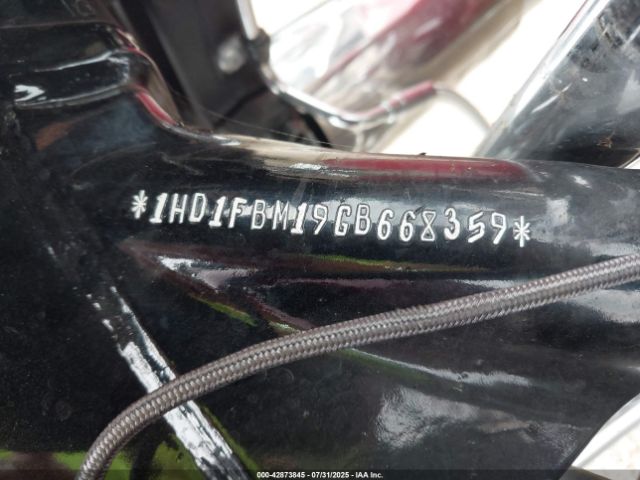 *1HD1FBM19GB668359*
000-42873845 - 07/31/2025 - IAA Inc.